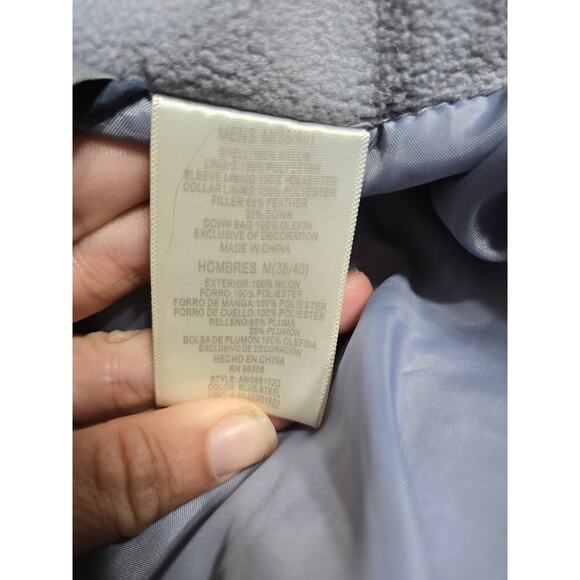 MENS M(38/40)
SHELL:100% NYLON
LINING:100% POLYESTER
SLEEVE LINING:100% POLYESTER
COLLAR LINING:100% POLYESTER
FILLER:65% FEATHER
35% DOWN
DOWN BAG:100% OLEFIN
EXCLUSIVE OF DECORATION
MADE IN CHINA
HOMBRES M(38/40)
EXTERIOR:100% NILON
FORRO:100% POLIESTER
FORRO DE MANGA:100% POLIESTER
FORRO DE CUELLO:100% POLIESTER
RELLENO:65% PLUMA
35% PLUMON
BOLSA DE PLUMON:100% OLEFINA
EXCLUSIVO DE DECORACION
HECHO EN CHINA
RN 99308
STYLE: AW36B102D
COLOR: BLUE STEEL